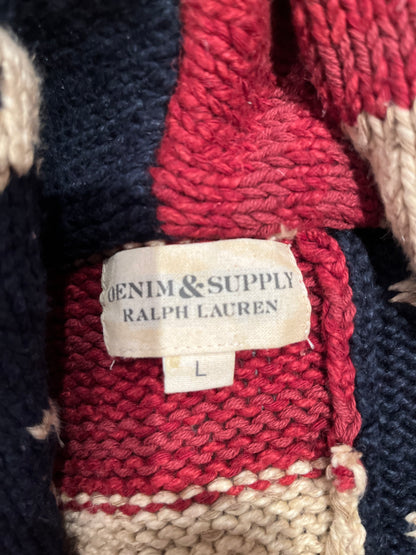 DENIM & SUPPLY
RALPH LAUREN
L